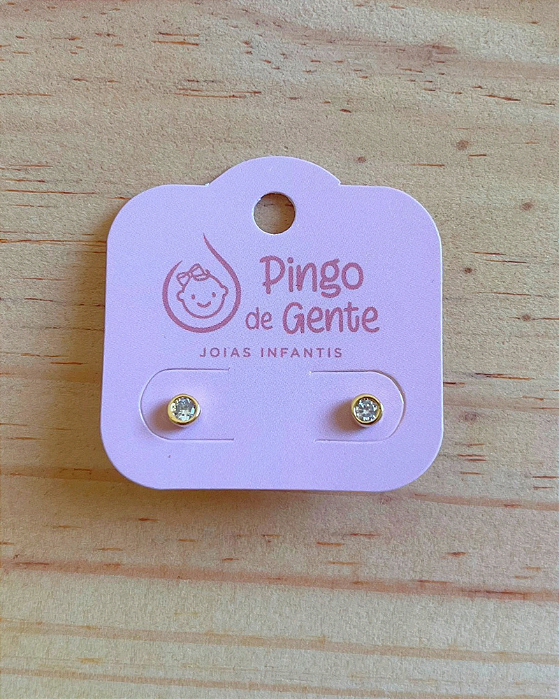 Pingo
de Gente
JOIAS INFANTIS